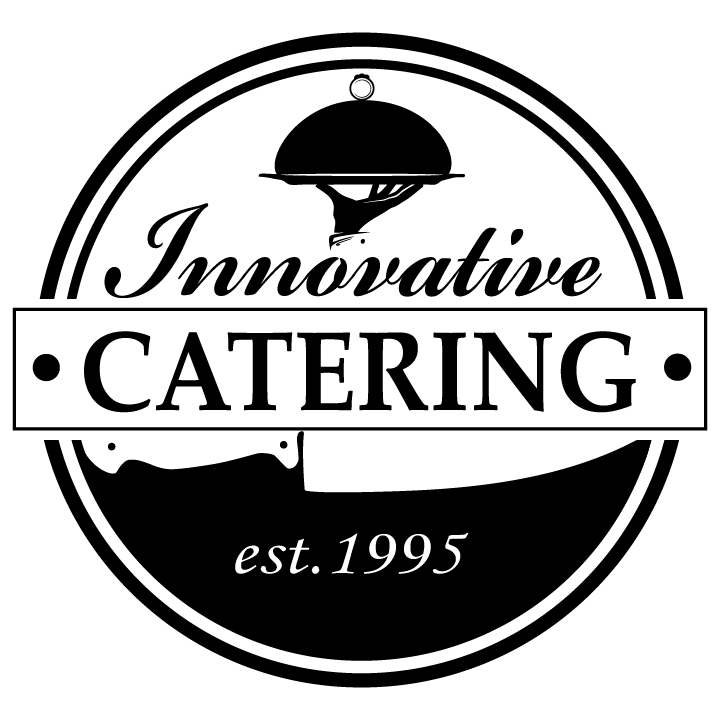 Innovative
• CATERING •
est. 1995